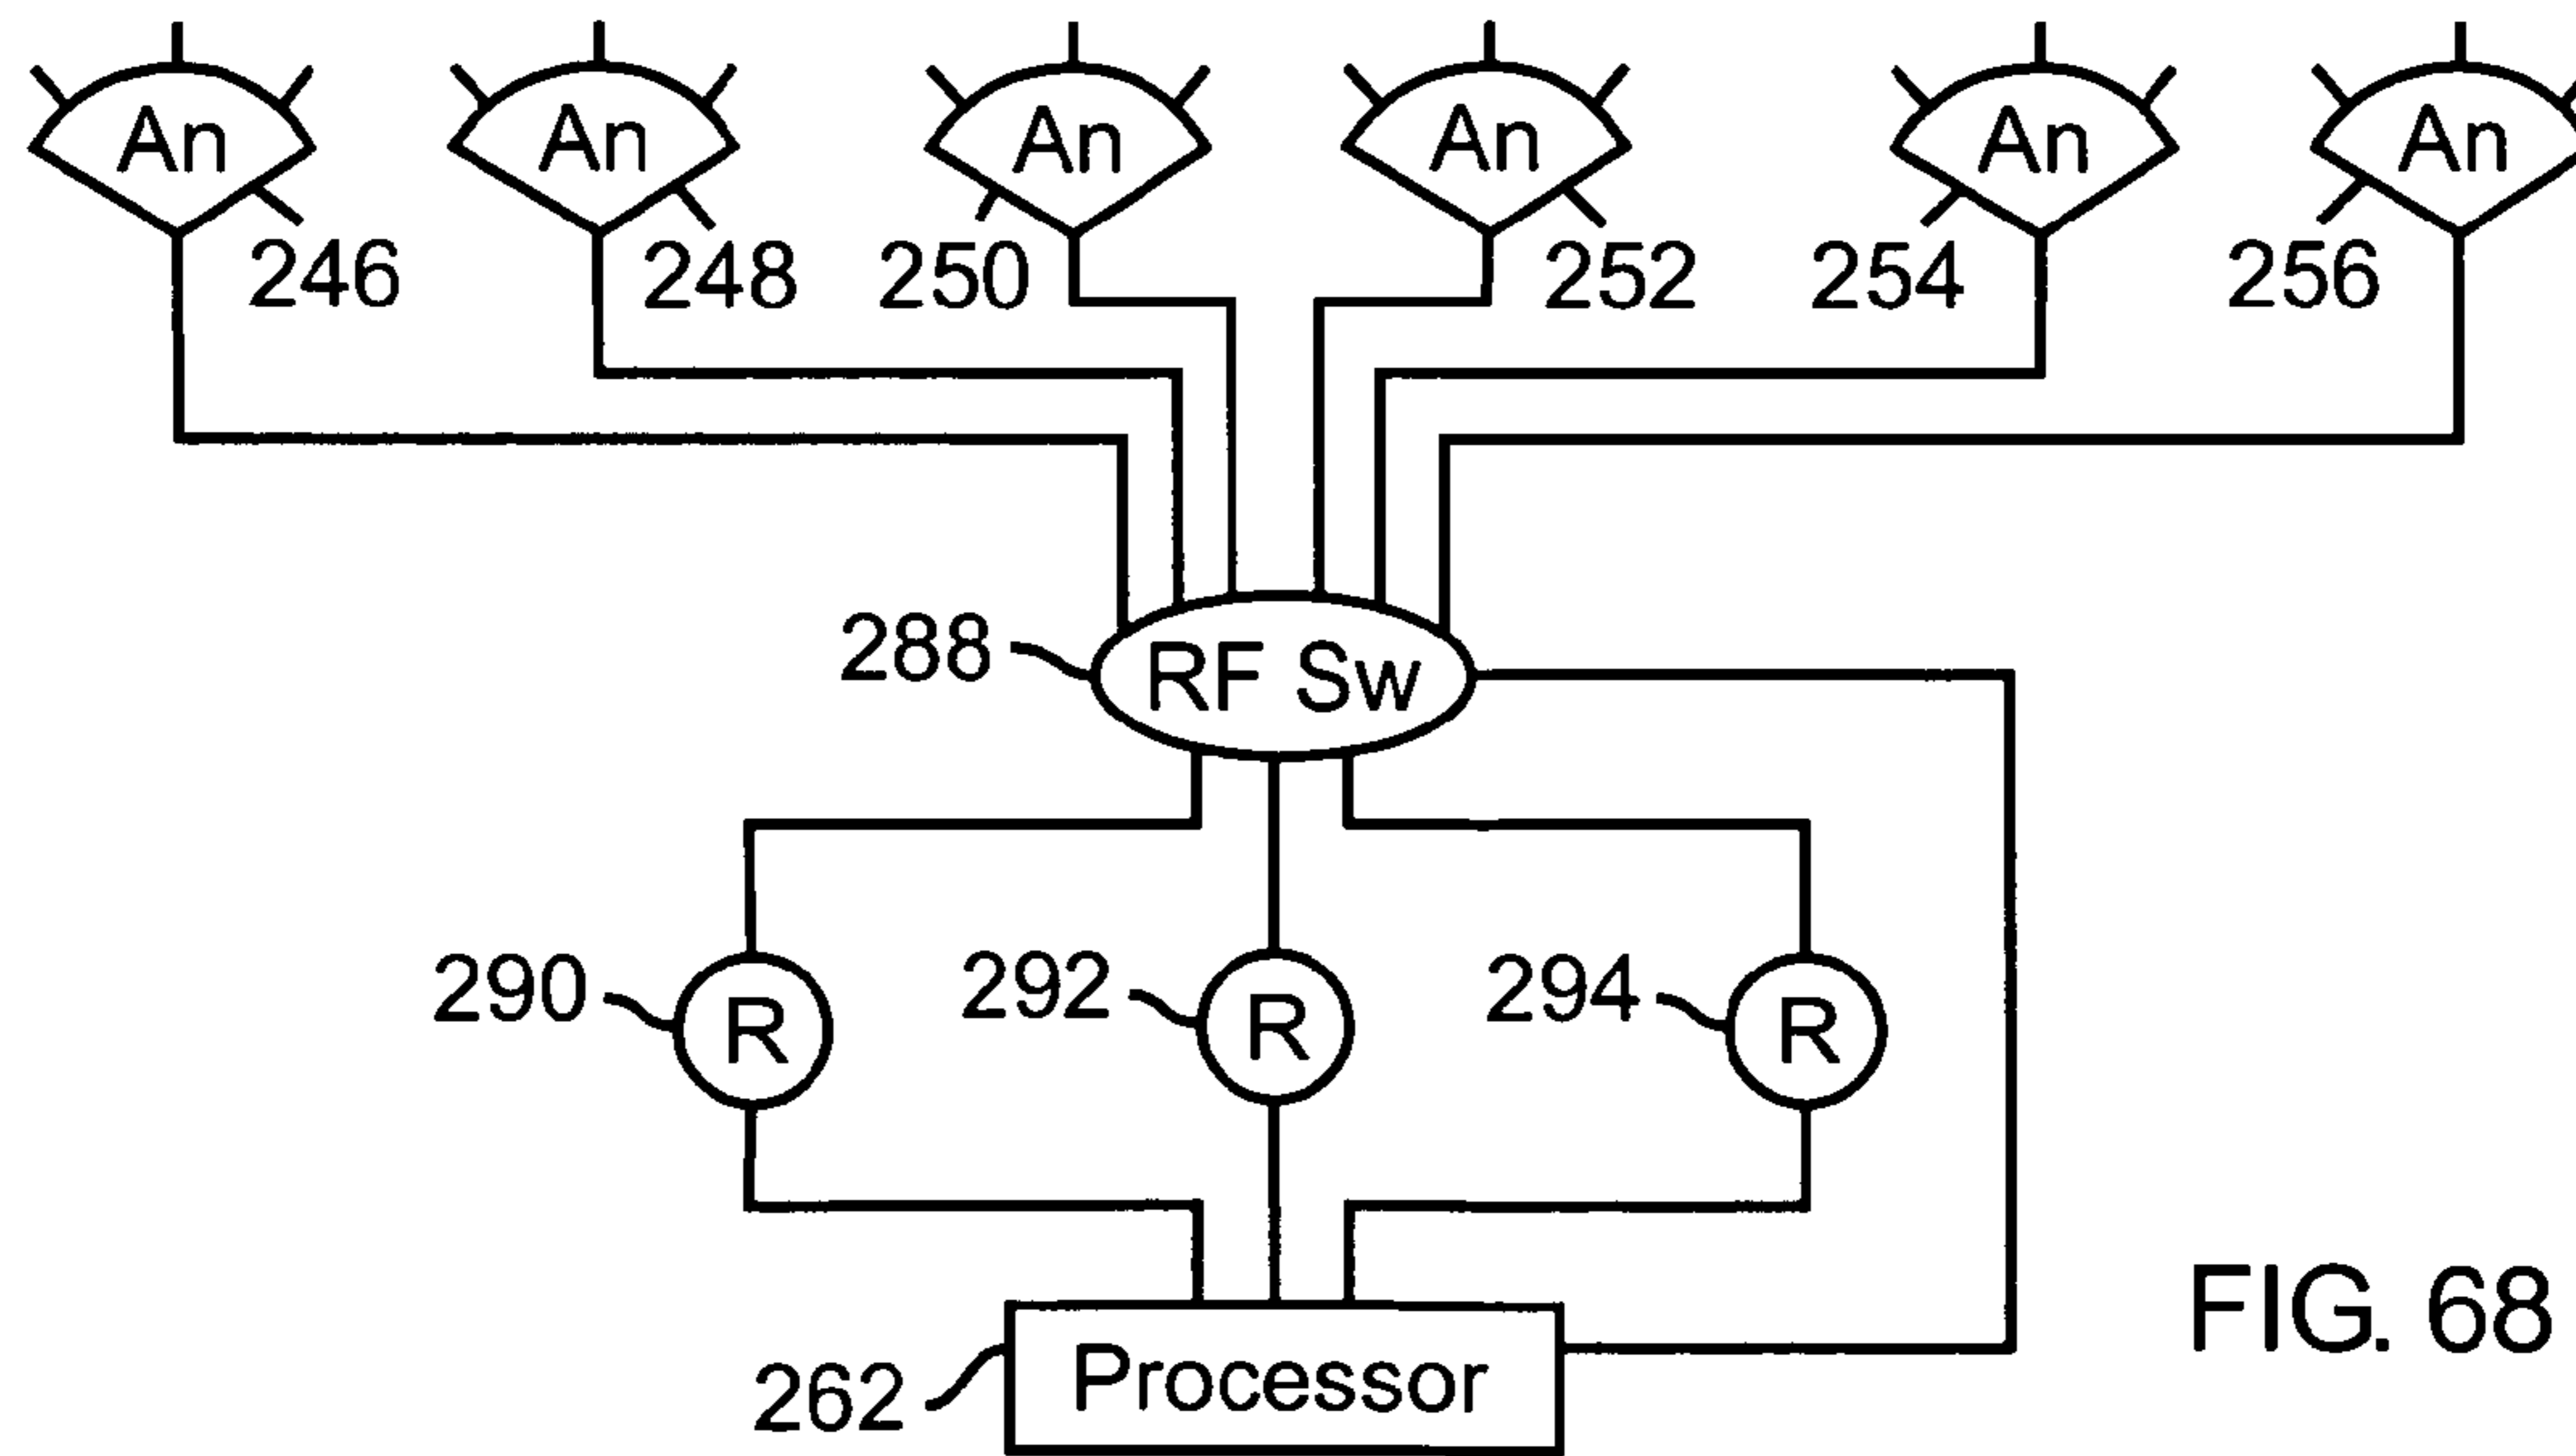 An An An An An An
246 248 250 252 254 256
288 RF Sw
290 R 292 R 294 R
262 Processor
FIG. 68